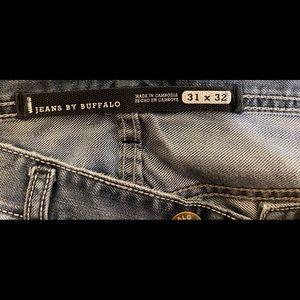 JEANS BY BUFFALO
MADE IN CAMBODIA
HECHO EN CAMBOYA
31 x 32